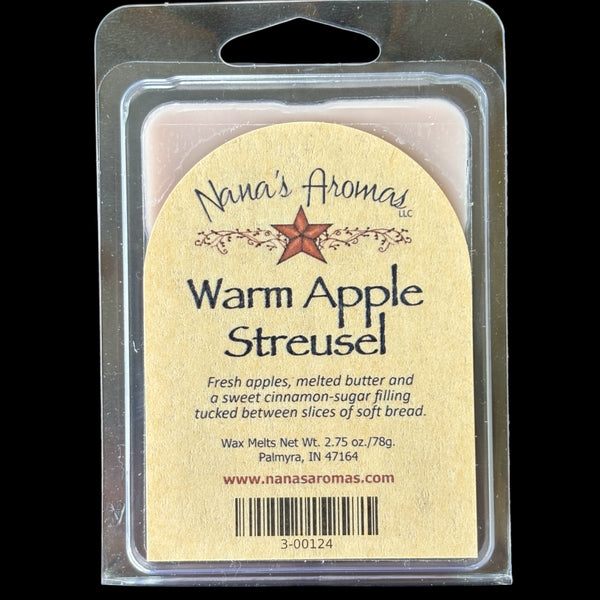 Nana's Aromas
LLC
Warm Apple
Streusel
Fresh apples, melted butter and
a sweet cinnamon-sugar filling
tucked between slices of soft bread.
Wax Melts Net Wt. 2.75 oz./78g.
Palmyra, IN 47164
www.nanasaromas.com
3-00124